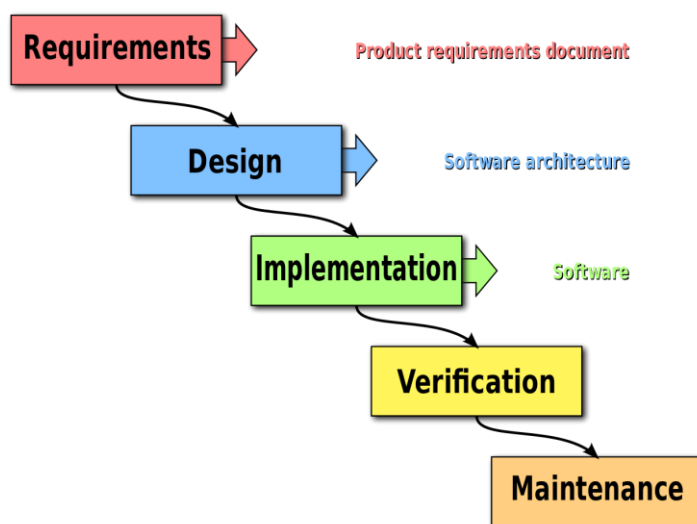 Requirements
Product requirements document
Design
Software architecture
Implementation
Software
Verification
Maintenance